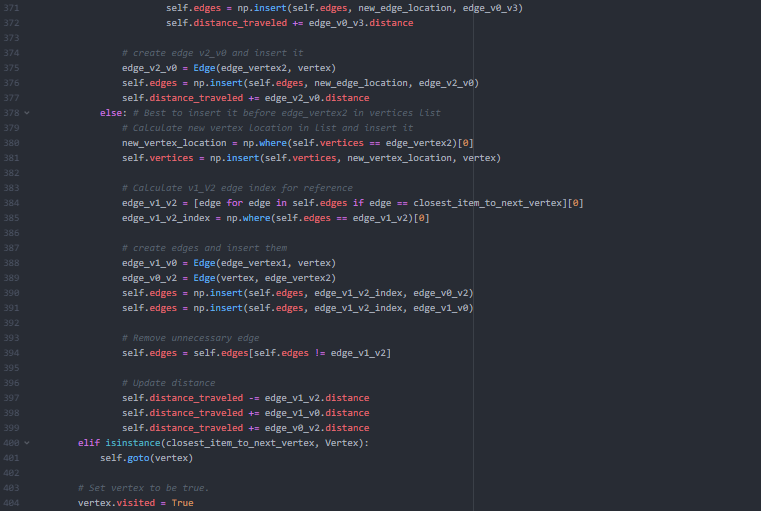 371 self.edges = np.insert(self.edges, new_edge_location, edge_v0_v3)
372 self.distance_traveled += edge_v0_v3.distance
373
374 # create edge v2_v0 and insert it
375 edge_v2_v0 = Edge(edge_vertex2, vertex)
376 self.edges = np.insert(self.edges, new_edge_location, edge_v2_v0)
377 self.distance_traveled += edge_v2_v0.distance
378 else: # Best to insert it before edge_vertex2 in vertices list
379 # Calculate new vertex location in list and insert it
380 new_vertex_location = np.where(self.vertices == edge_vertex2)[0]
381 self.vertices = np.insert(self.vertices, new_vertex_location, vertex)
382
383 # Calculate v1_V2 edge index for reference
384 edge_v1_v2 = [edge for edge in self.edges if edge == closest_item_to_next_vertex][0]
385 edge_v1_v2_index = np.where(self.edges == edge_v1_v2)[0]
386
387 # create edges and insert them
388 edge_v1_v0 = Edge(edge_vertex1, vertex)
389 edge_v0_v2 = Edge(vertex, edge_vertex2)
390 self.edges = np.insert(self.edges, edge_v1_v2_index, edge_v0_v2)
391 self.edges = np.insert(self.edges, edge_v1_v2_index, edge_v1_v0)
392
393 # Remove unnecessary edge
394 self.edges = self.edges[self.edges != edge_v1_v2]
395
396 # Update distance
397 self.distance_traveled -= edge_v1_v2.distance
398 self.distance_traveled += edge_v1_v0.distance
399 self.distance_traveled += edge_v0_v2.distance
400 elif isinstance(closest_item_to_next_vertex, Vertex):
401 self.goto(vertex)
402
403 # Set vertex to be true.
404 vertex.visited = True